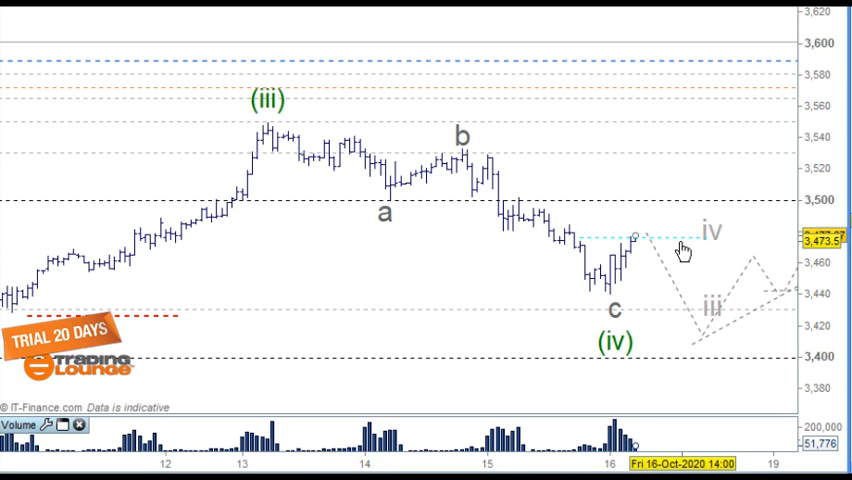 3,620
3,600
3,580
(iii)
3,560
b
3,540
3,520
3,500
a
iv
3,473.5
3,460
3,440
c
iii
3,420
TRIAL 20 DAYS
(iv)
TRADING
LOUNGE
3,400
3,380
© IT-Finance.com Data is indicative
Volume
200,000
51,776
12 13 14 15 16 Fri 16-Oct-2020 14:00 19